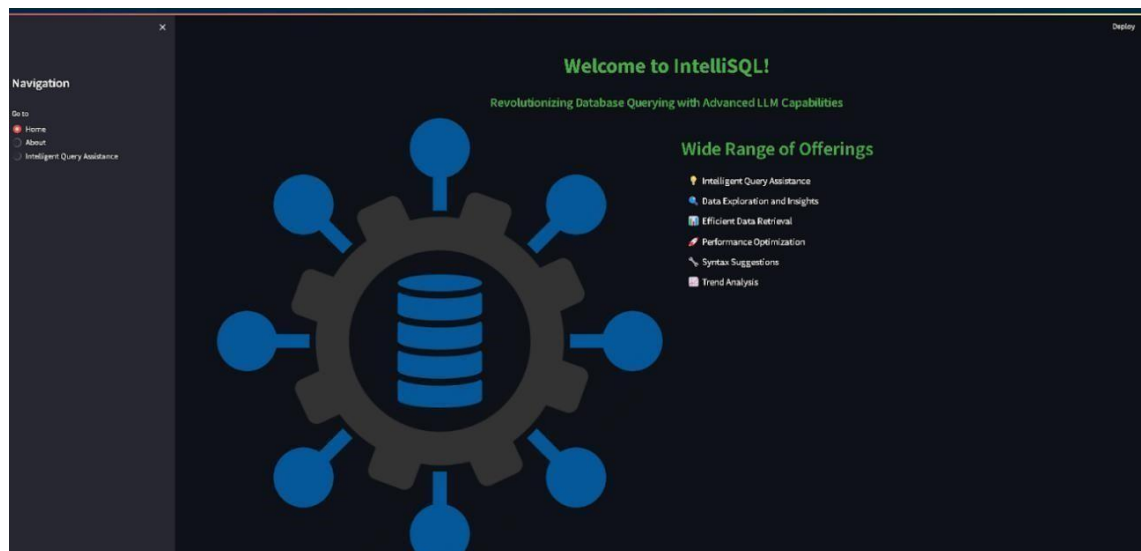 Deploy
Navigation
Go to
Home
About
Intelligent Query Assistance
Welcome to IntelliSQL!
Revolutionizing Database Querying with Advanced LLM Capabilities
Wide Range of Offerings
Intelligent Query Assistance
Data Exploration and Insights
Efficient Data Retrieval
Performance Optimization
Syntax Suggestions
Trend Analysis